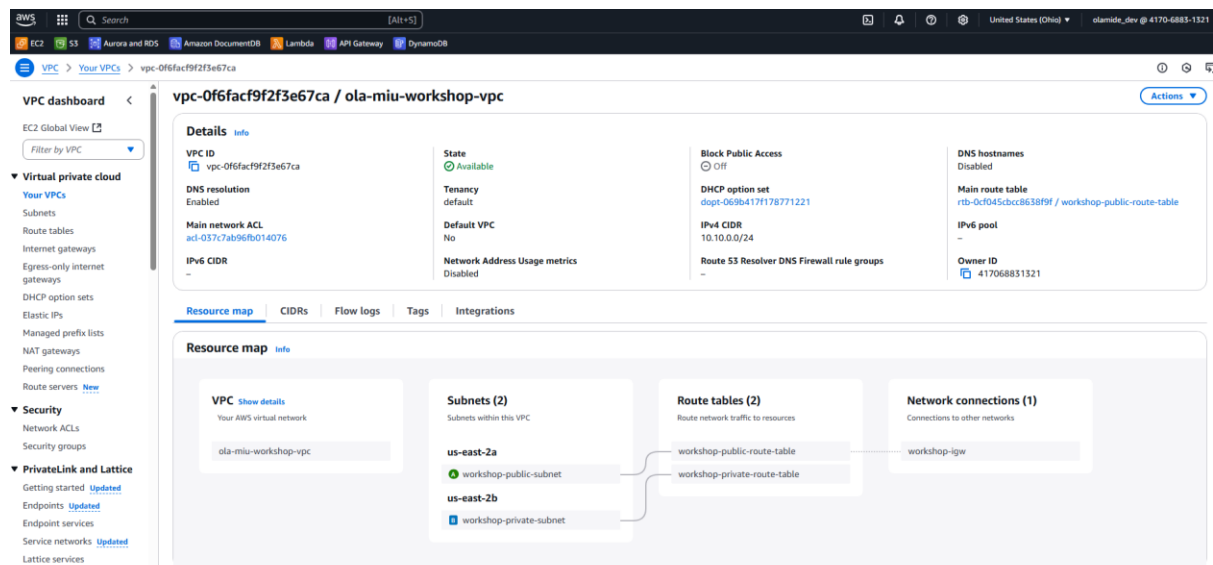 aws
Search
[Alt+S]
United States (Ohio) ▼
olamide_dev @ 4170-6883-1321
EC2
S3
Aurora and RDS
Amazon DocumentDB
Lambda
API Gateway
DynamoDB
VPC > Your VPCs > vpc-0f6facf9f2f3e67ca
VPC dashboard
EC2 Global View
Filter by VPC
Virtual private cloud
Your VPCs
Subnets
Route tables
Internet gateways
Egress-only internet
gateways
DHCP option sets
Elastic IPs
Managed prefix lists
NAT gateways
Peering connections
Route servers New
Security
Network ACLs
Security groups
PrivateLink and Lattice
Getting started Updated
Endpoints Updated
Endpoint services
Service networks Updated
Lattice services
vpc-0f6facf9f2f3e67ca / ola-miu-workshop-vpc
Actions ▼
Details Info
VPC ID
vpc-0f6facf9f2f3e67ca
State
Available
Block Public Access
Off
DNS hostnames
Disabled
DNS resolution
Enabled
Tenancy
default
DHCP option set
dopt-069b417f178771221
Main route table
rtb-0cf045cbcc8638f9f / workshop-public-route-table
Main network ACL
acl-037c7ab96fb014076
Default VPC
No
IPv4 CIDR
10.10.0.0/24
IPv6 pool
–
IPv6 CIDR
–
Network Address Usage metrics
Disabled
Route 53 Resolver DNS Firewall rule groups
–
Owner ID
417068831321
Resource map
CIDRs
Flow logs
Tags
Integrations
Resource map Info
VPC Show details
Your AWS virtual network
ola-miu-workshop-vpc
Subnets (2)
Subnets within this VPC
us-east-2a
A workshop-public-subnet
us-east-2b
B workshop-private-subnet
Route tables (2)
Route network traffic to resources
workshop-public-route-table
workshop-private-route-table
Network connections (1)
Connections to other networks
workshop-igw